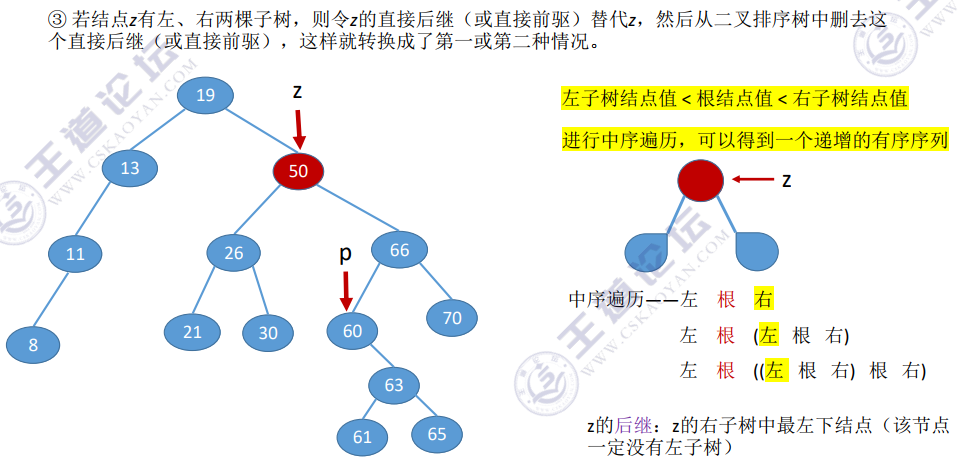 ③ 若结点z有左、右两棵子树，则令z的直接后继（或直接前驱）替代z，然后从二叉排序树中删去这
个直接后继（或直接前驱），这样就转换成了第一或第二种情况。
z
19
13
50
11
26
p
66
8
21
30
60
70
63
61
65
左子树结点值 < 根结点值 < 右子树结点值
进行中序遍历，可以得到一个递增的有序序列
z
中序遍历——左 根 右
左 根 (左 根 右)
左 根 ((左 根 右) 根 右)
z的后继：z的右子树中最左下结点（该节点
一定没有左子树）
王道论坛
WWW.CSKAOYAN.COM
王道论坛
WWW.CSKAOYAN.COM